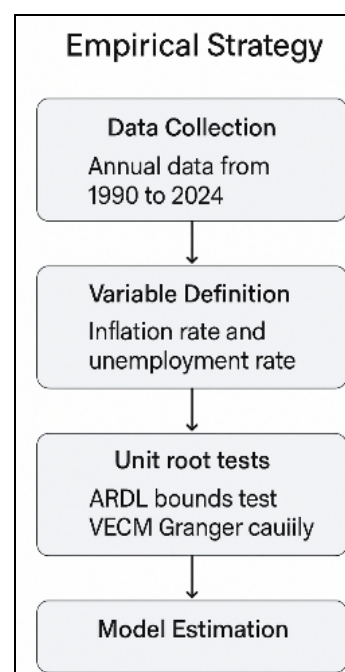 Empirical Strategy
Data Collection
Annual data from
1990 to 2024
Variable Definition
Inflation rate and
unemployment rate
Unit root tests
ARDL bounds test
VECM Granger cauiily
Model Estimation